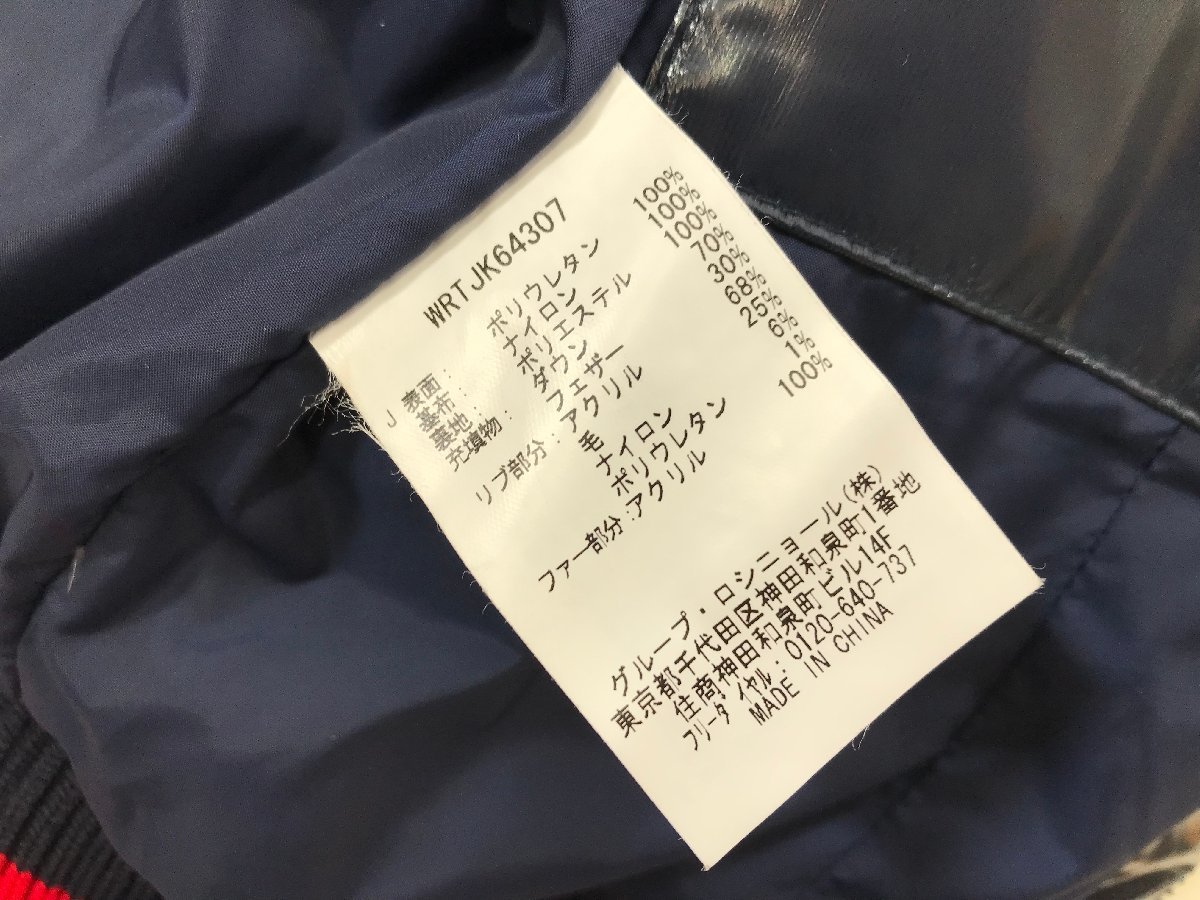 WRTJK64307
J 表面: ポリウレタン 100%
基布: ナイロン 100%
裏地: ポリエステル 100%
充填物: ダウン 70%
フェザー 30%
リブ部分: アクリル 68%
毛 25%
ナイロン 6%
ポリウレタン 1%
ファー部分: アクリル 100%
グループ・ロシニョール(株)
東京都千代田区神田和泉町1番地
住商神田和泉町ビル14F
フリーダイヤル: 0120-640-737
MADE IN CHINA